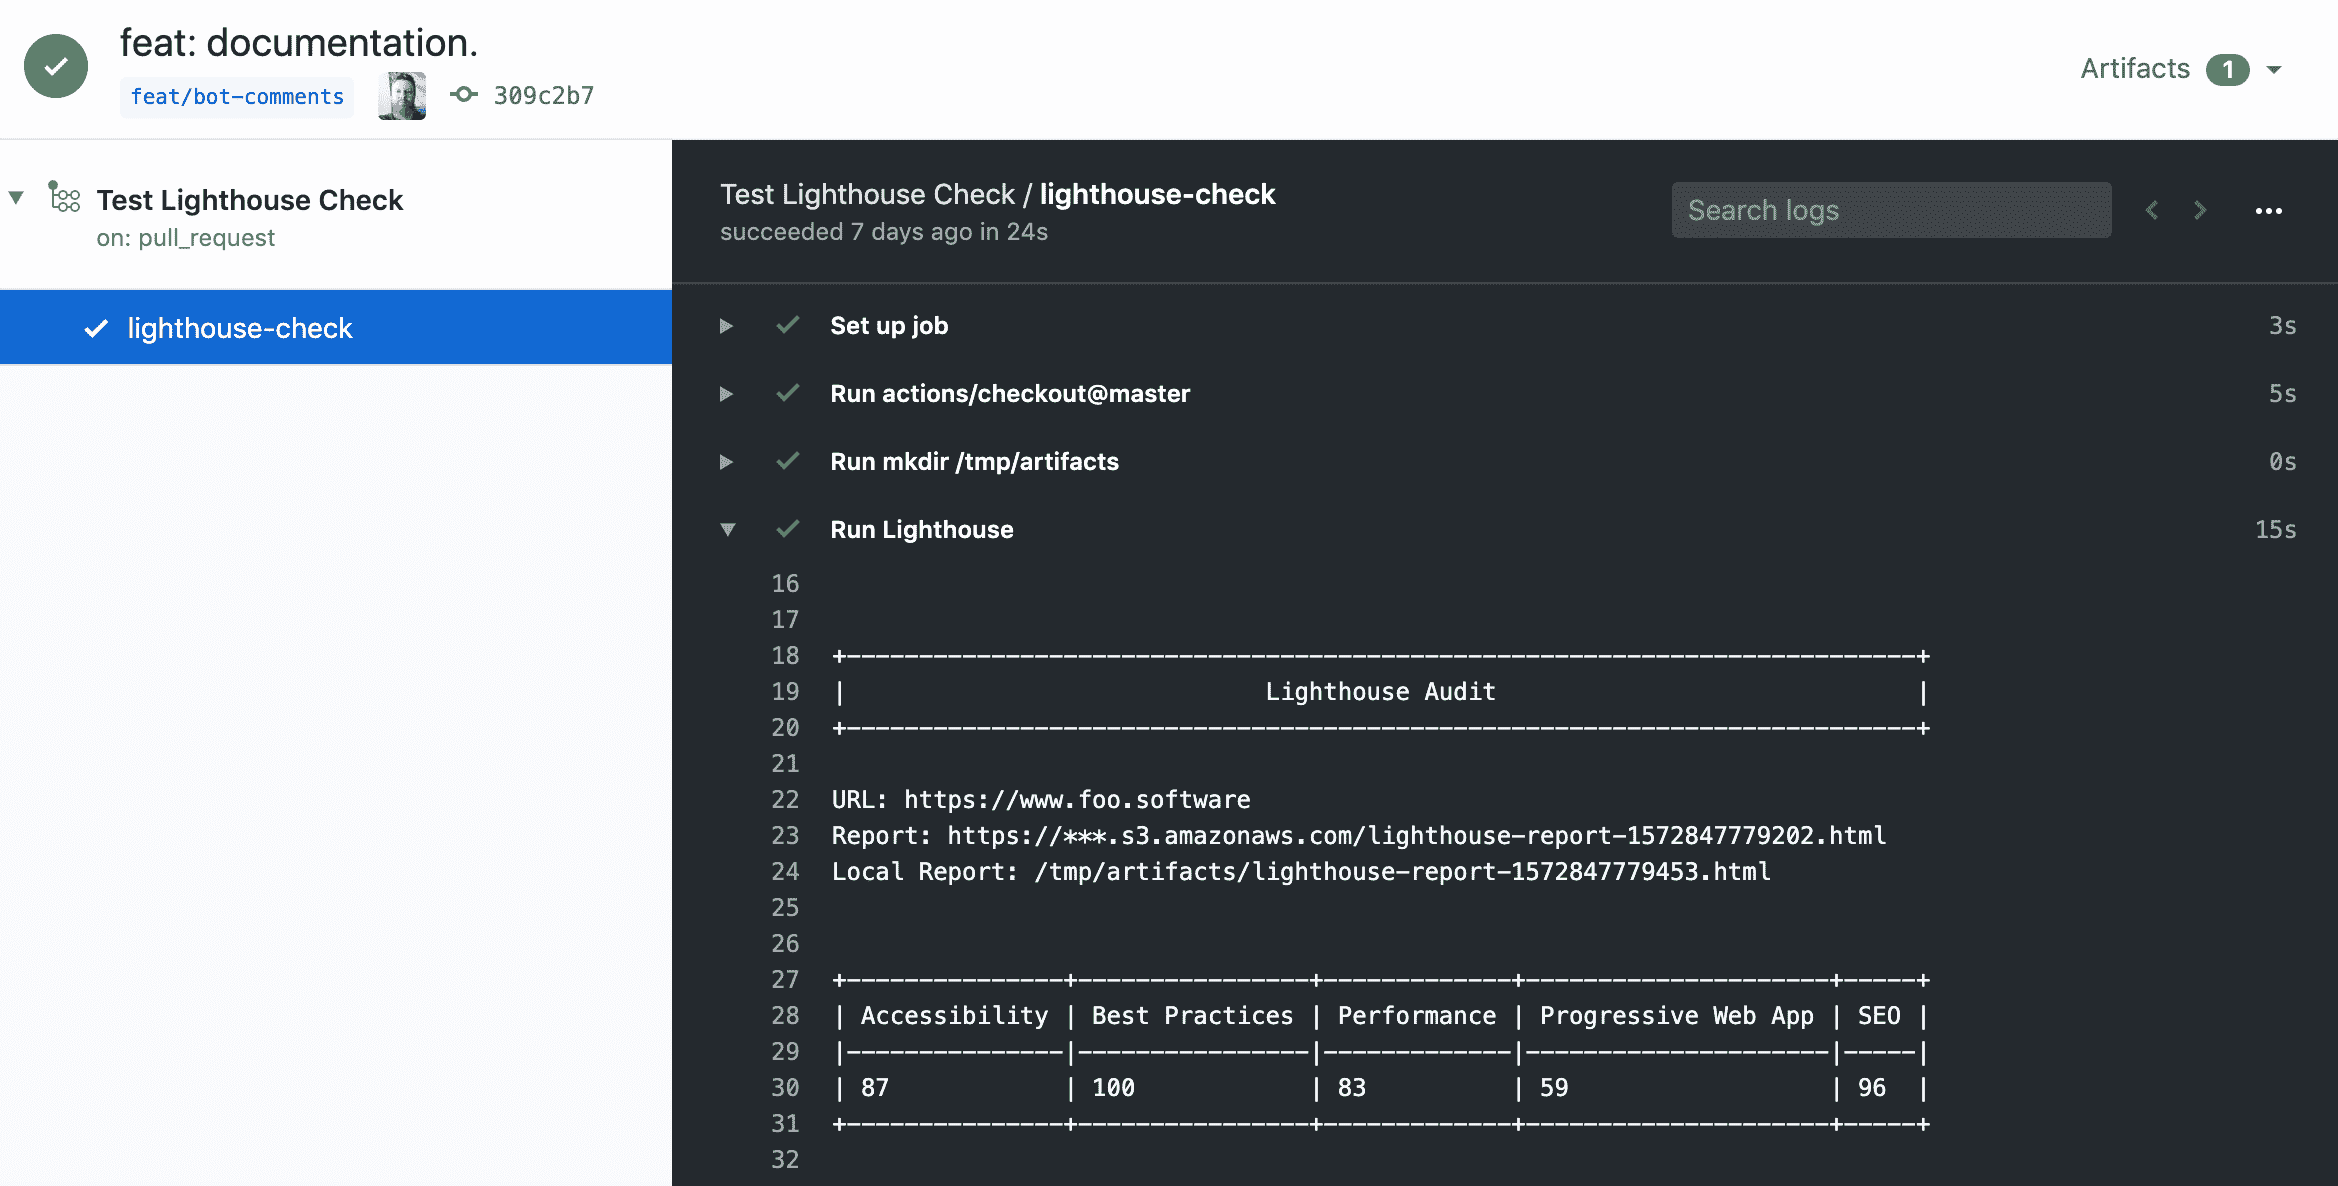 feat: documentation.
feat/bot-comments 309c2b7
Artifacts 1
Test Lighthouse Check
on: pull_request
lighthouse-check
Test Lighthouse Check / lighthouse-check
succeeded 7 days ago in 24s
Search logs
Set up job 3s
Run actions/checkout@master 5s
Run mkdir /tmp/artifacts 0s
Run Lighthouse 15s
16
17
18 +--------------------------------------------------------------------------+
19 |                             Lighthouse Audit                             |
20 +--------------------------------------------------------------------------+
21
22 URL: https://www.foo.software
23 Report: https://***.s3.amazonaws.com/lighthouse-report-1572847779202.html
24 Local Report: /tmp/artifacts/lighthouse-report-1572847779453.html
25
26
27 +---------------+----------------+-------------+---------------------+-----+
28 | Accessibility | Best Practices | Performance | Progressive Web App | SEO |
29 |---------------|----------------|-------------|---------------------|-----|
30 | 87            | 100            | 83          | 59                  | 96  |
31 +---------------+----------------+-------------+---------------------+-----+
32